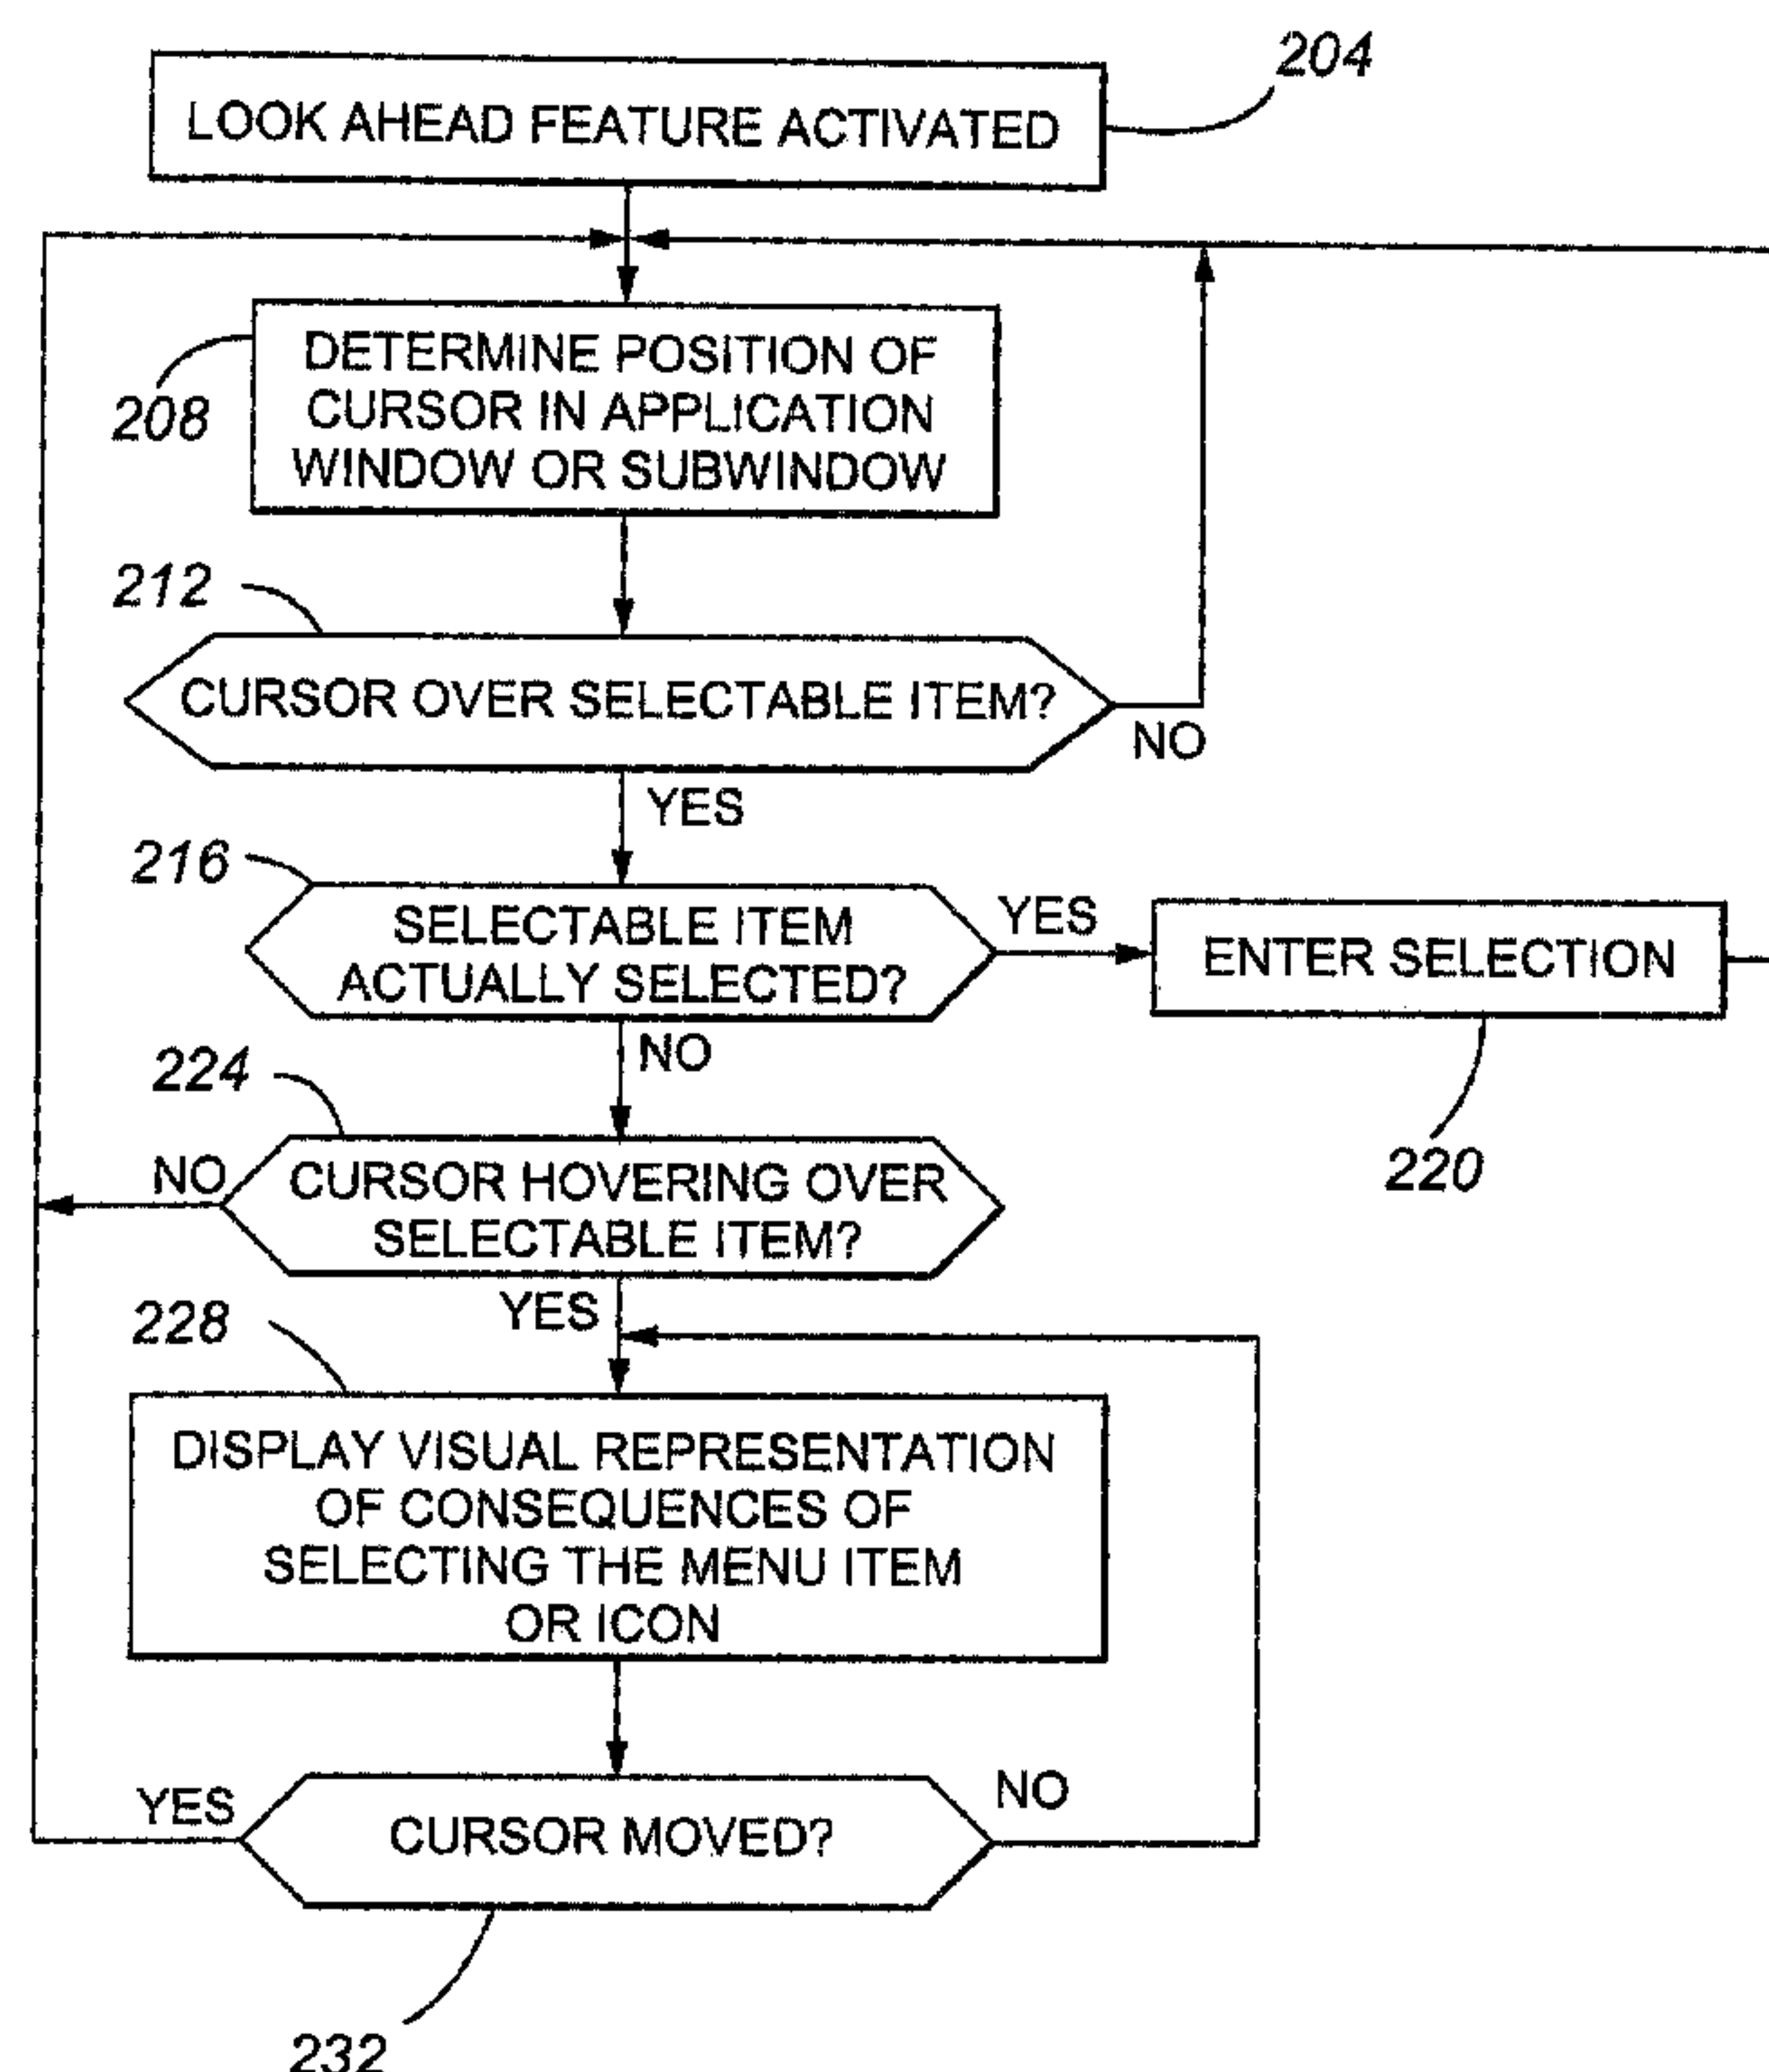 204
LOOK AHEAD FEATURE ACTIVATED
208
DETERMINE POSITION OF
CURSOR IN APPLICATION
WINDOW OR SUBWINDOW
212
CURSOR OVER SELECTABLE ITEM?
NO
YES
216
SELECTABLE ITEM
ACTUALLY SELECTED?
YES
ENTER SELECTION
220
NO
224
CURSOR HOVERING OVER
SELECTABLE ITEM?
NO
YES
228
DISPLAY VISUAL REPRESENTATION
OF CONSEQUENCES OF
SELECTING THE MENU ITEM
OR ICON
YES
CURSOR MOVED?
NO
232